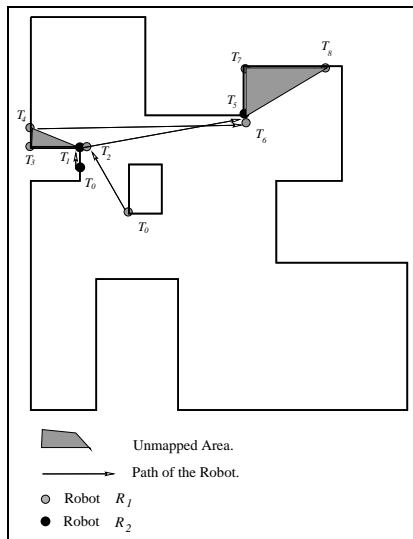 T7
T8
T5
T6
T4
T3
T1
T2
T0
T0
Unmapped Area.
Path of the Robot.
Robot R1
Robot R2